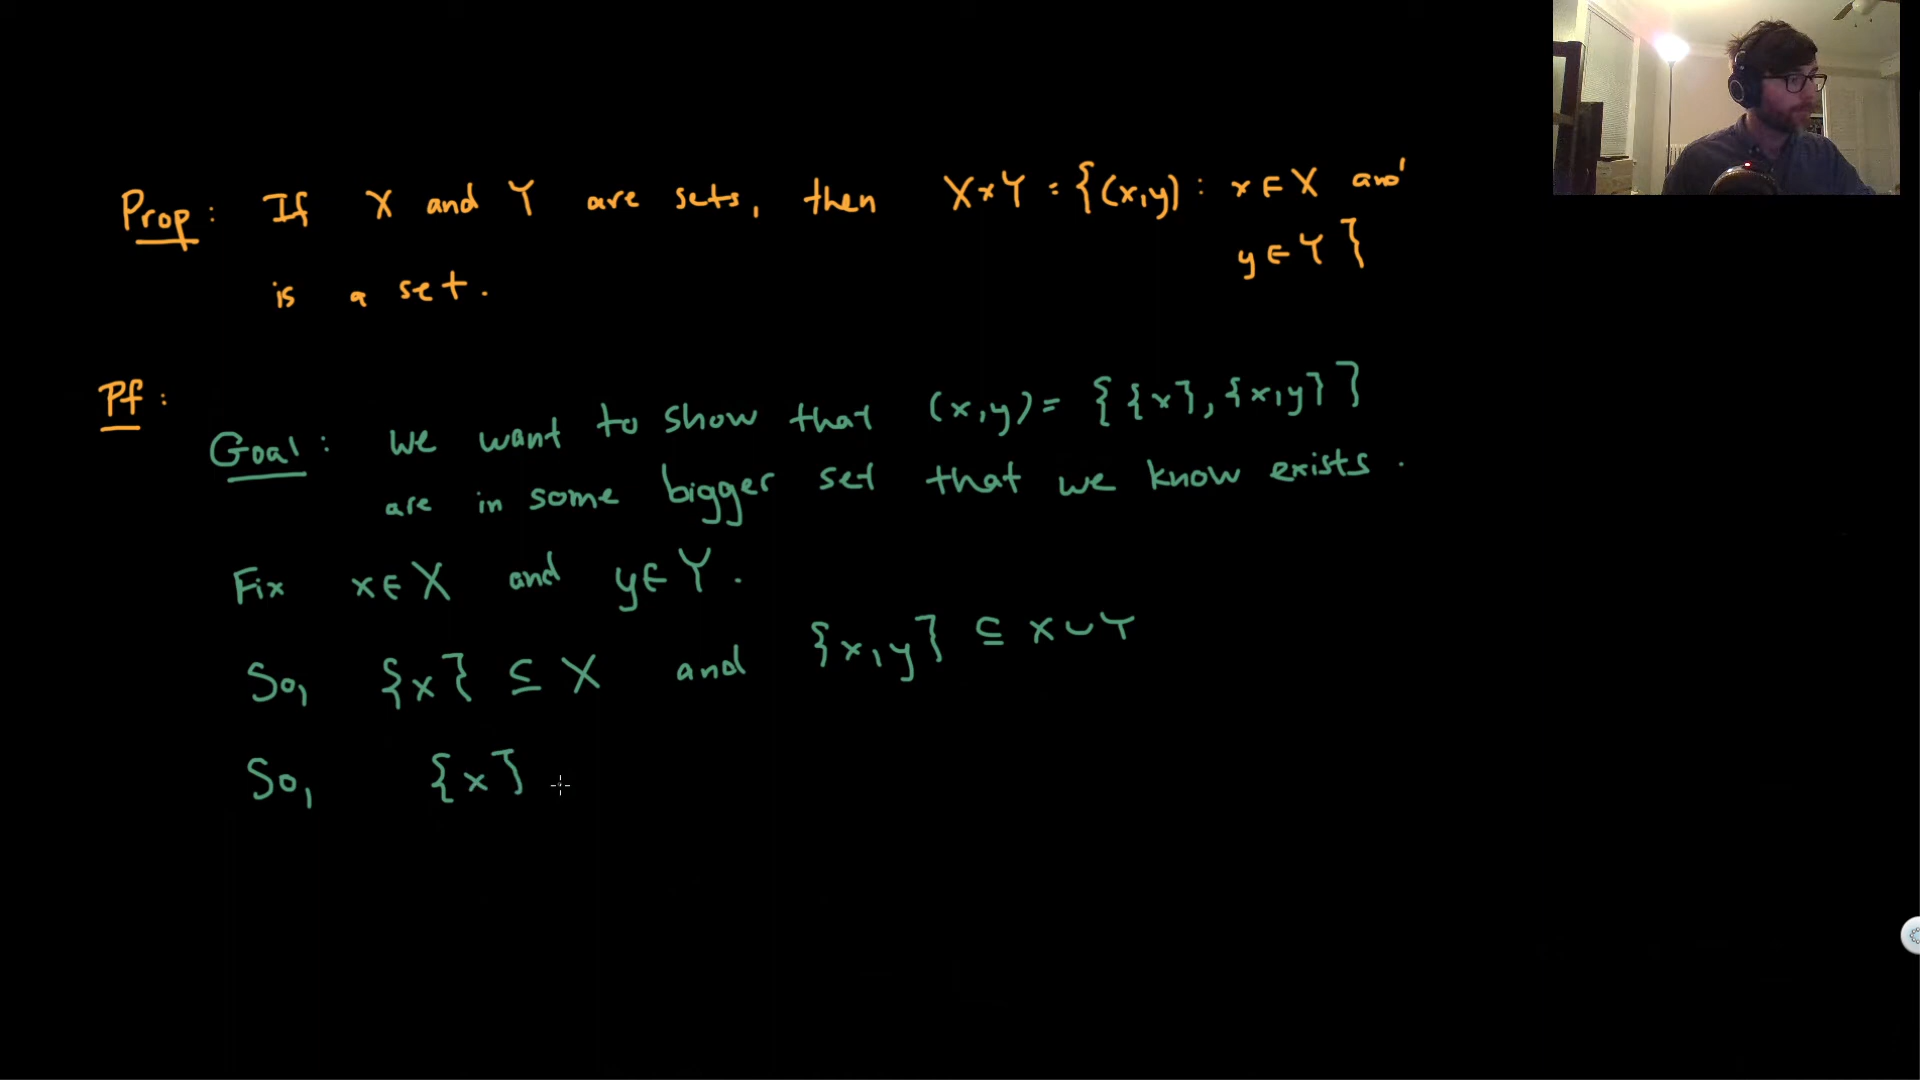 Prop: If X and Y are sets, then X×Y = {(x,y) : x∈X and
y∈Y}
is a set.
Pf:
Goal: We want to show that (x,y) = {{x},{x,y}}
are in some bigger set that we know exists.
Fix x∈X and y∈Y.
So, {x} ⊆ X and {x,y} ⊆ X∪Y
So, {x}